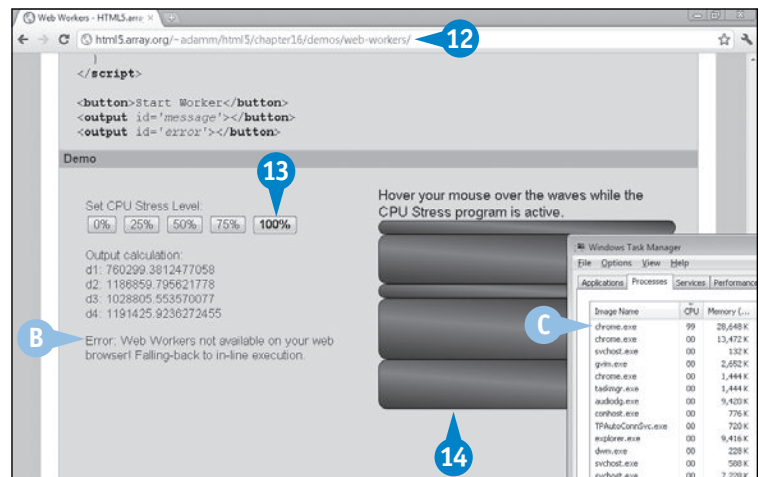 Web Workers - HTML5.arra
html5.array.org/~adamm/html5/chapter16/demos/web-workers/
12
}
</script>
<button>Start Worker</button>
<output id='message'></button>
<output id='error'></button>
Demo
13
Set CPU Stress Level:
0% 25% 50% 75% 100%
Output calculation:
d1: 760299.3812477058
d2: 1186859.795621778
d3: 1028805.553570077
d4: 1191425.9236272455
B
Error: Web Workers not available on your web
browser! Falling-back to in-line execution.
Hover your mouse over the waves while the
CPU Stress program is active.
14
Windows Task Manager
File Options View Help
Applications Processes Services Performance
Image Name CPU Memory (...
C
chrome.exe 99 28,648 K
chrome.exe 00 13,472 K
svchost.exe 00 132 K
gvim.exe 00 2,652 K
chrome.exe 00 1,444 K
taskmgr.exe 00 1,444 K
audiodg.exe 00 9,420 K
conhost.exe 00 776 K
TPAutoConnSvc.exe 00 720 K
explorer.exe 00 9,416 K
dwm.exe 00 228 K
svchost.exe 00 588 K
svchost.exe 00 7,228 K